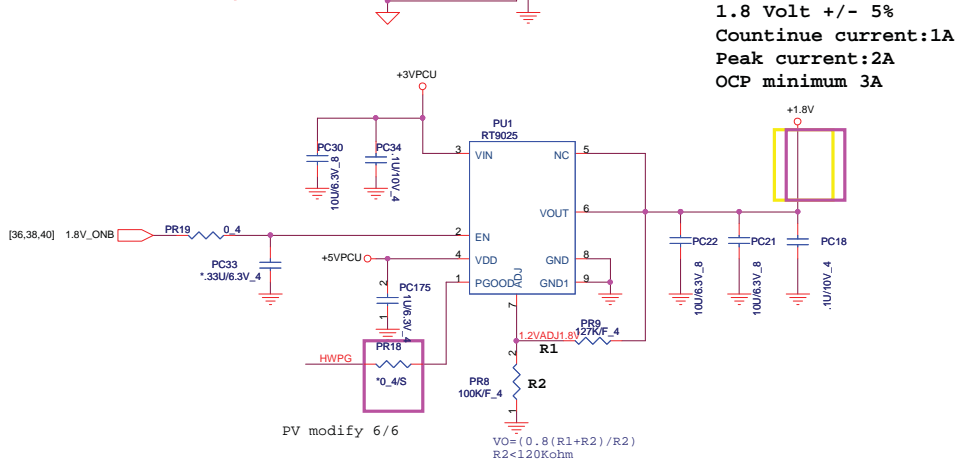 1.8 Volt +/- 5%
Countinue current:1A
Peak current:2A
OCP minimum 3A
+3VPCU
+1.8V
PU1
RT9025
PC30
10U/6.3V_8
PC34
.1U/10V_4
3
VIN
NC
5
VOUT
6
[36,38,40]
1.8V_ONB
PR19
0_4
2
EN
PC33
*.33U/6.3V_4
+5VPCU
4
VDD
GND
8
1
PGOOD
ADJ
GND1
9
7
PC22
10U/6.3V_8
PC21
10U/6.3V_8
PC18
.1U/10V_4
2
PC175
1U/6.3V_4
1
1.2VADJ1.8V
PR9
127K/F_4
R1
HWPG
PR18
*0_4/S
2
PR8
100K/F_4
R2
1
PV modify 6/6
VO=(0.8(R1+R2)/R2)
R2<120Kohm